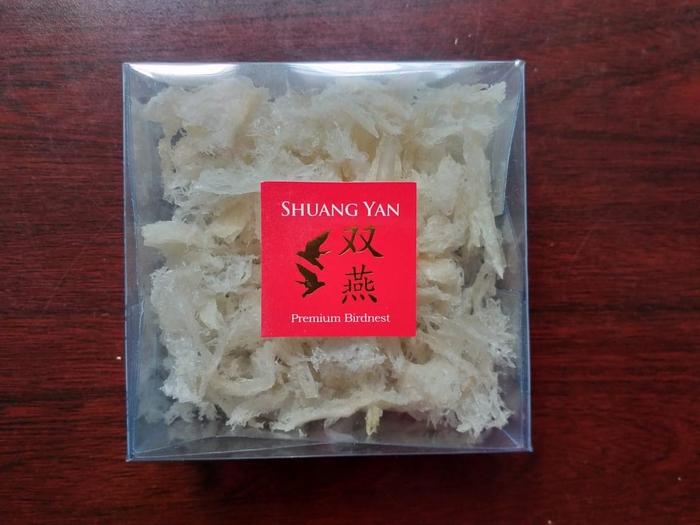 SHUANG YAN
双
燕
Premium Birdnest